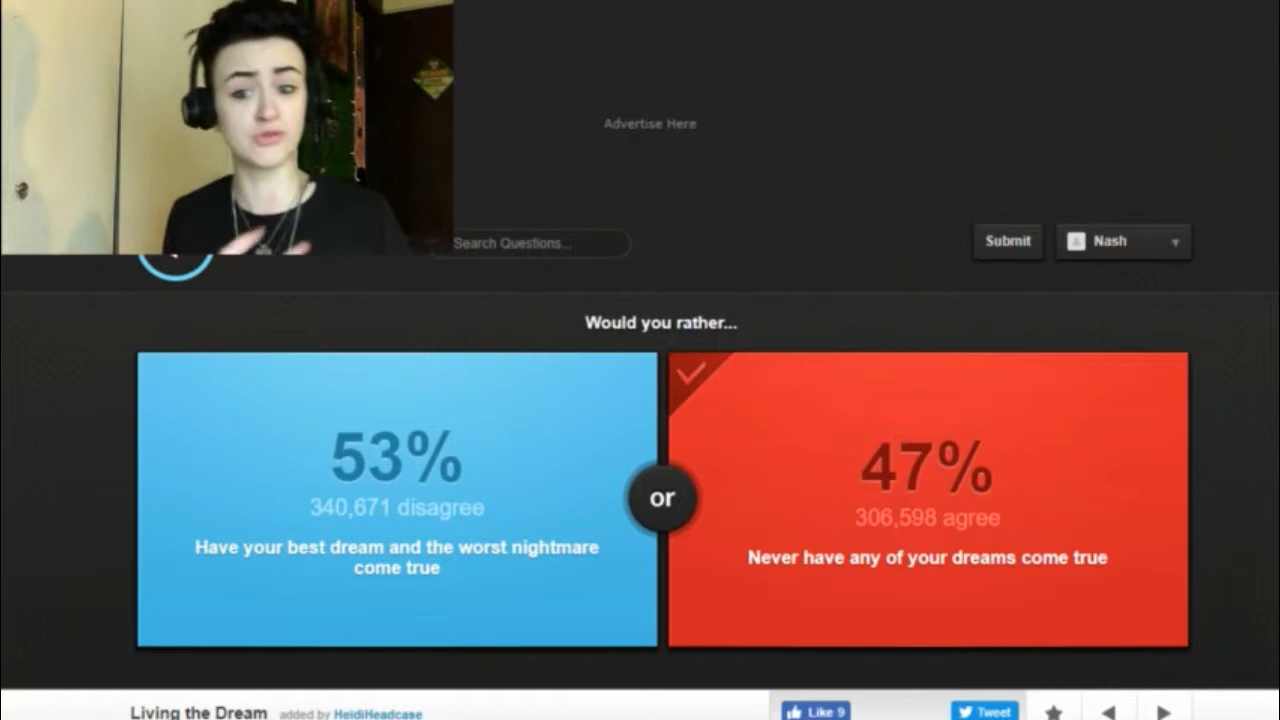 Advertise Here
Search Questions...
Submit
Nash
Would you rather...
53%
340,671 disagree
Have your best dream and the worst nightmare
come true
or
47%
306,598 agree
Never have any of your dreams come true
Living the Dream added by HeidiHeadcase
Like 9
Tweet